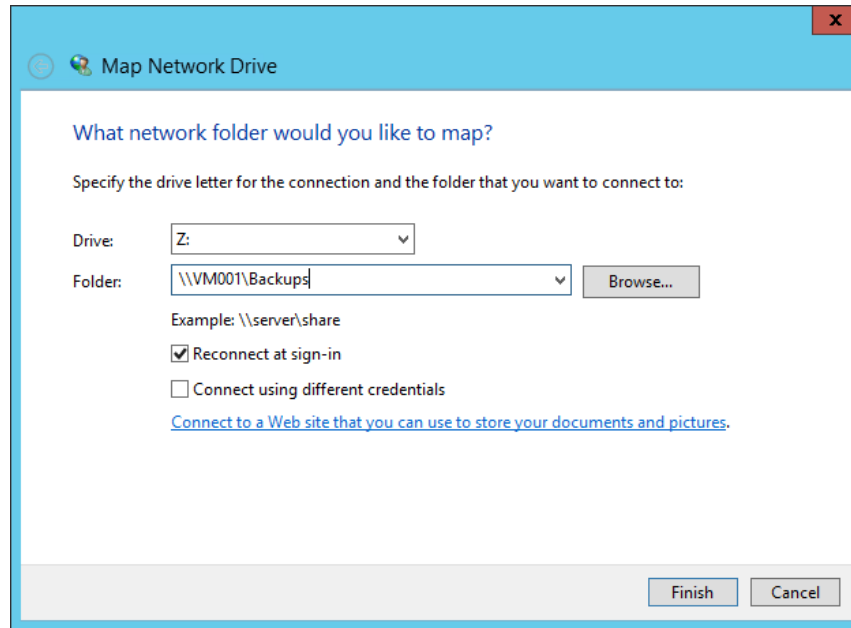 x
Map Network Drive
What network folder would you like to map?
Specify the drive letter for the connection and the folder that you want to connect to:
Drive: Z:
Folder: \\VM001\Backups Browse...
Example: \\server\share
Reconnect at sign-in
Connect using different credentials
Connect to a Web site that you can use to store your documents and pictures.
Finish Cancel